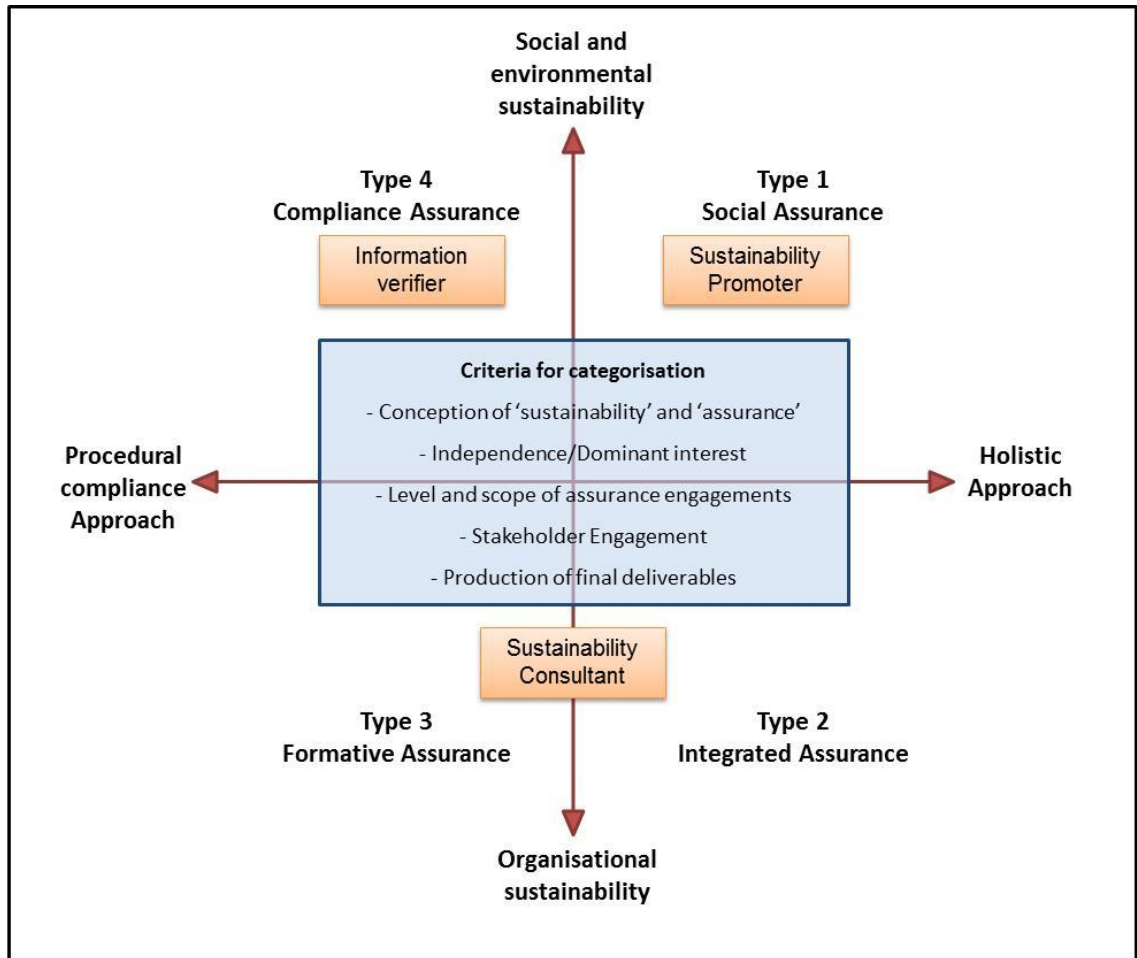 Social and
environmental
sustainability
Type 4
Compliance Assurance
Type 1
Social Assurance
Information
verifier
Sustainability
Promoter
Criteria for categorisation
- Conception of ‘sustainability’ and ‘assurance’
- Independence/Dominant interest
- Level and scope of assurance engagements
- Stakeholder Engagement
- Production of final deliverables
Procedural
compliance
Approach
Holistic
Approach
Sustainability
Consultant
Type 3
Formative Assurance
Type 2
Integrated Assurance
Organisational
sustainability